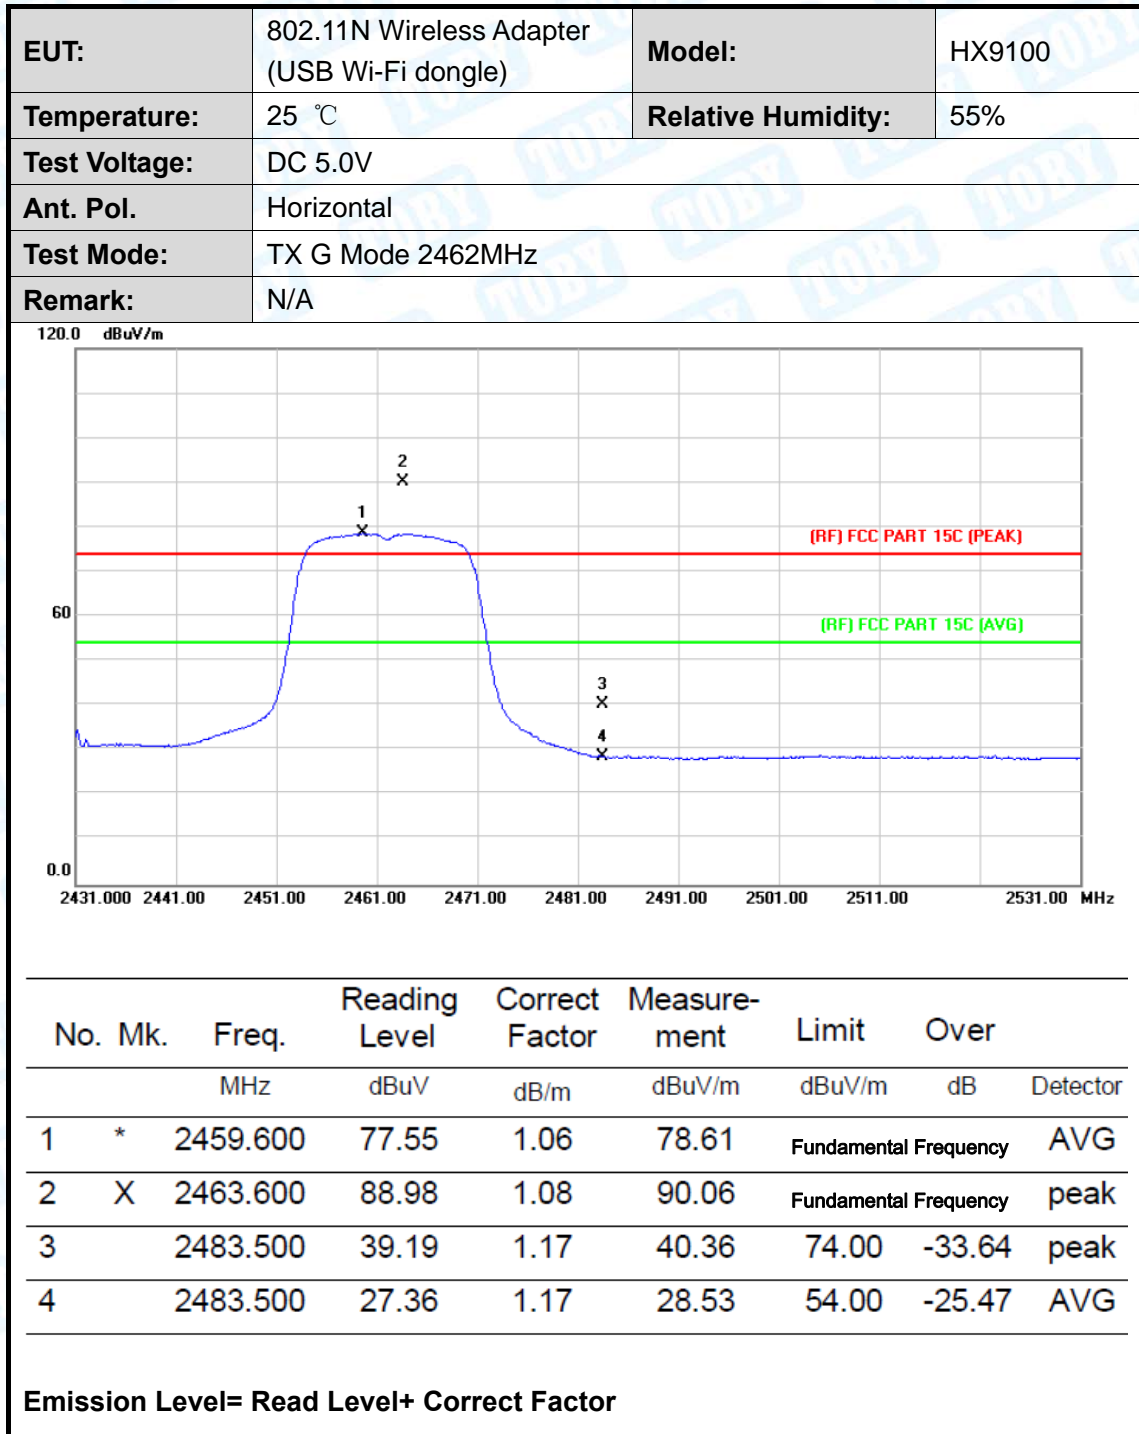 EUT: 802.11N Wireless Adapter (USB Wi-Fi dongle) Model: HX9100
Temperature: 25 ℃ Relative Humidity: 55%
Test Voltage: DC 5.0V
Ant. Pol. Horizontal
Test Mode: TX G Mode 2462MHz
Remark: N/A
120.0 dBuV/m
2
1
(RF) FCC PART 15C (PEAK)
60
(RF) FCC PART 15C (AVG)
3
4
0.0
2431.000 2441.00 2451.00 2461.00 2471.00 2481.00 2491.00 2501.00 2511.00 2531.00 MHz
No. Mk. Freq. Reading Level Correct Factor Measure-ment Limit Over
MHz dBuV dB/m dBuV/m dBuV/m dB Detector
1 * 2459.600 77.55 1.06 78.61 Fundamental Frequency AVG
2 X 2463.600 88.98 1.08 90.06 Fundamental Frequency peak
3 2483.500 39.19 1.17 40.36 74.00 -33.64 peak
4 2483.500 27.36 1.17 28.53 54.00 -25.47 AVG
Emission Level= Read Level+ Correct Factor
TOBY